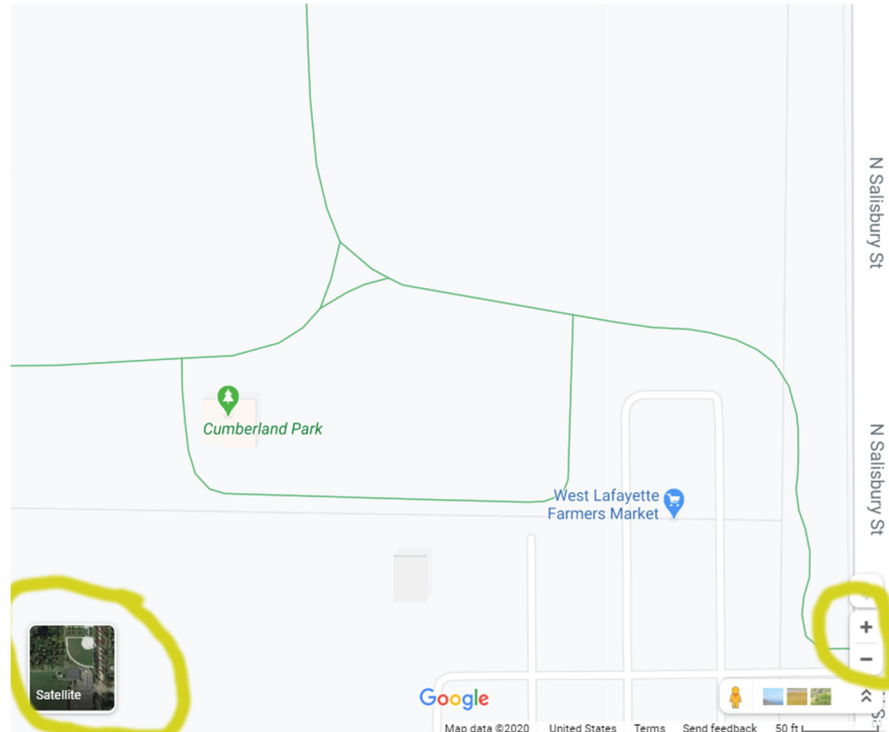 N Salisbury St
Cumberland Park
N Salisbury St
West Lafayette
Farmers Market
+
−
Satellite
Google
Map data ©2020 United States Terms Send feedback 50 ft